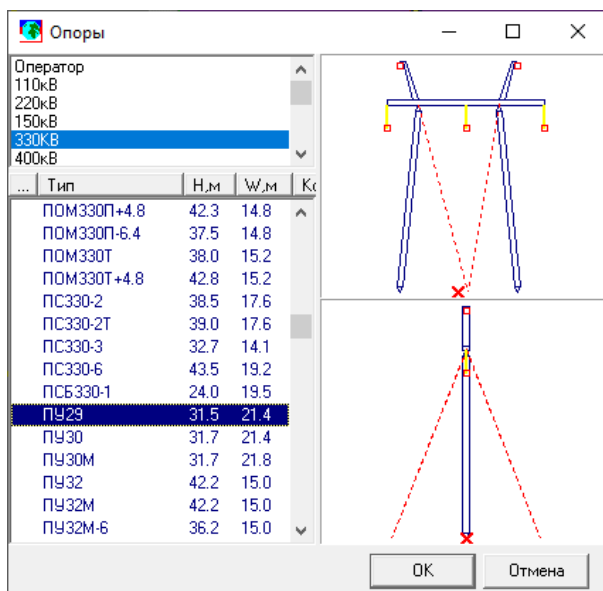 Опоры
Оператор
110кВ
220кВ
150кВ
330КВ
400кВ
... Тип Н,м W,м Кс
ПОМ330П+4.8 42.3 14.8
ПОМ330П-6.4 37.5 14.8
ПОМ330Т 38.0 15.2
ПОМ330Т+4.8 42.8 15.2
ПС330-2 38.5 17.6
ПС330-2Т 39.0 17.6
ПС330-3 32.7 14.1
ПС330-6 43.5 19.2
ПСБ330-1 24.0 19.5
ПУ29 31.5 21.4
ПУ30 31.7 21.4
ПУ30М 31.7 21.8
ПУ32 42.2 15.0
ПУ32М 42.2 15.0
ПУ32М-6 36.2 15.0
OK Отмена